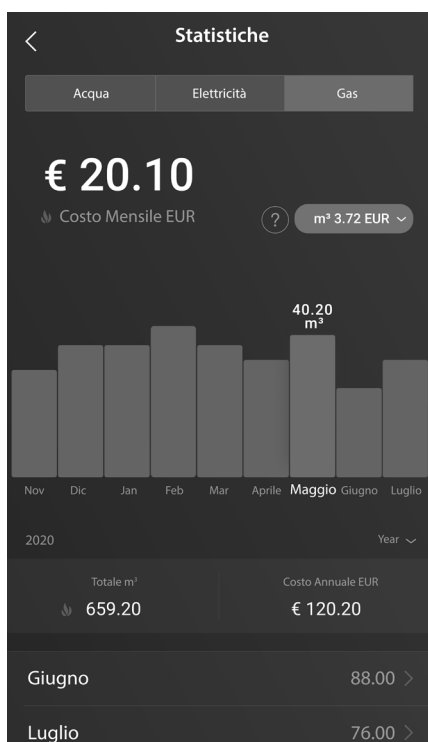 Statistiche
Acqua Elettricità Gas
€ 20.10
Costo Mensile EUR ? m³ 3.72 EUR
40.20
m³
Nov Dic Jan Feb Mar Aprile Maggio Giugno Luglio
2020 Year
Totale m³ Costo Annuale EUR
659.20 € 120.20
Giugno 88.00
Luglio 76.00